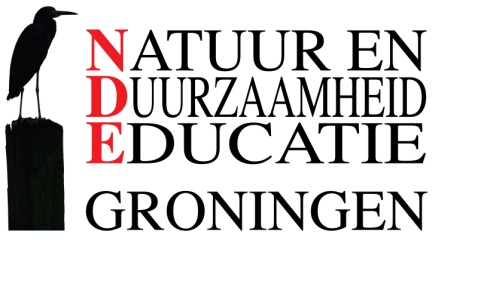 NATUUR EN
DUURZAAMHEID
EDUCATIE
GRONINGEN